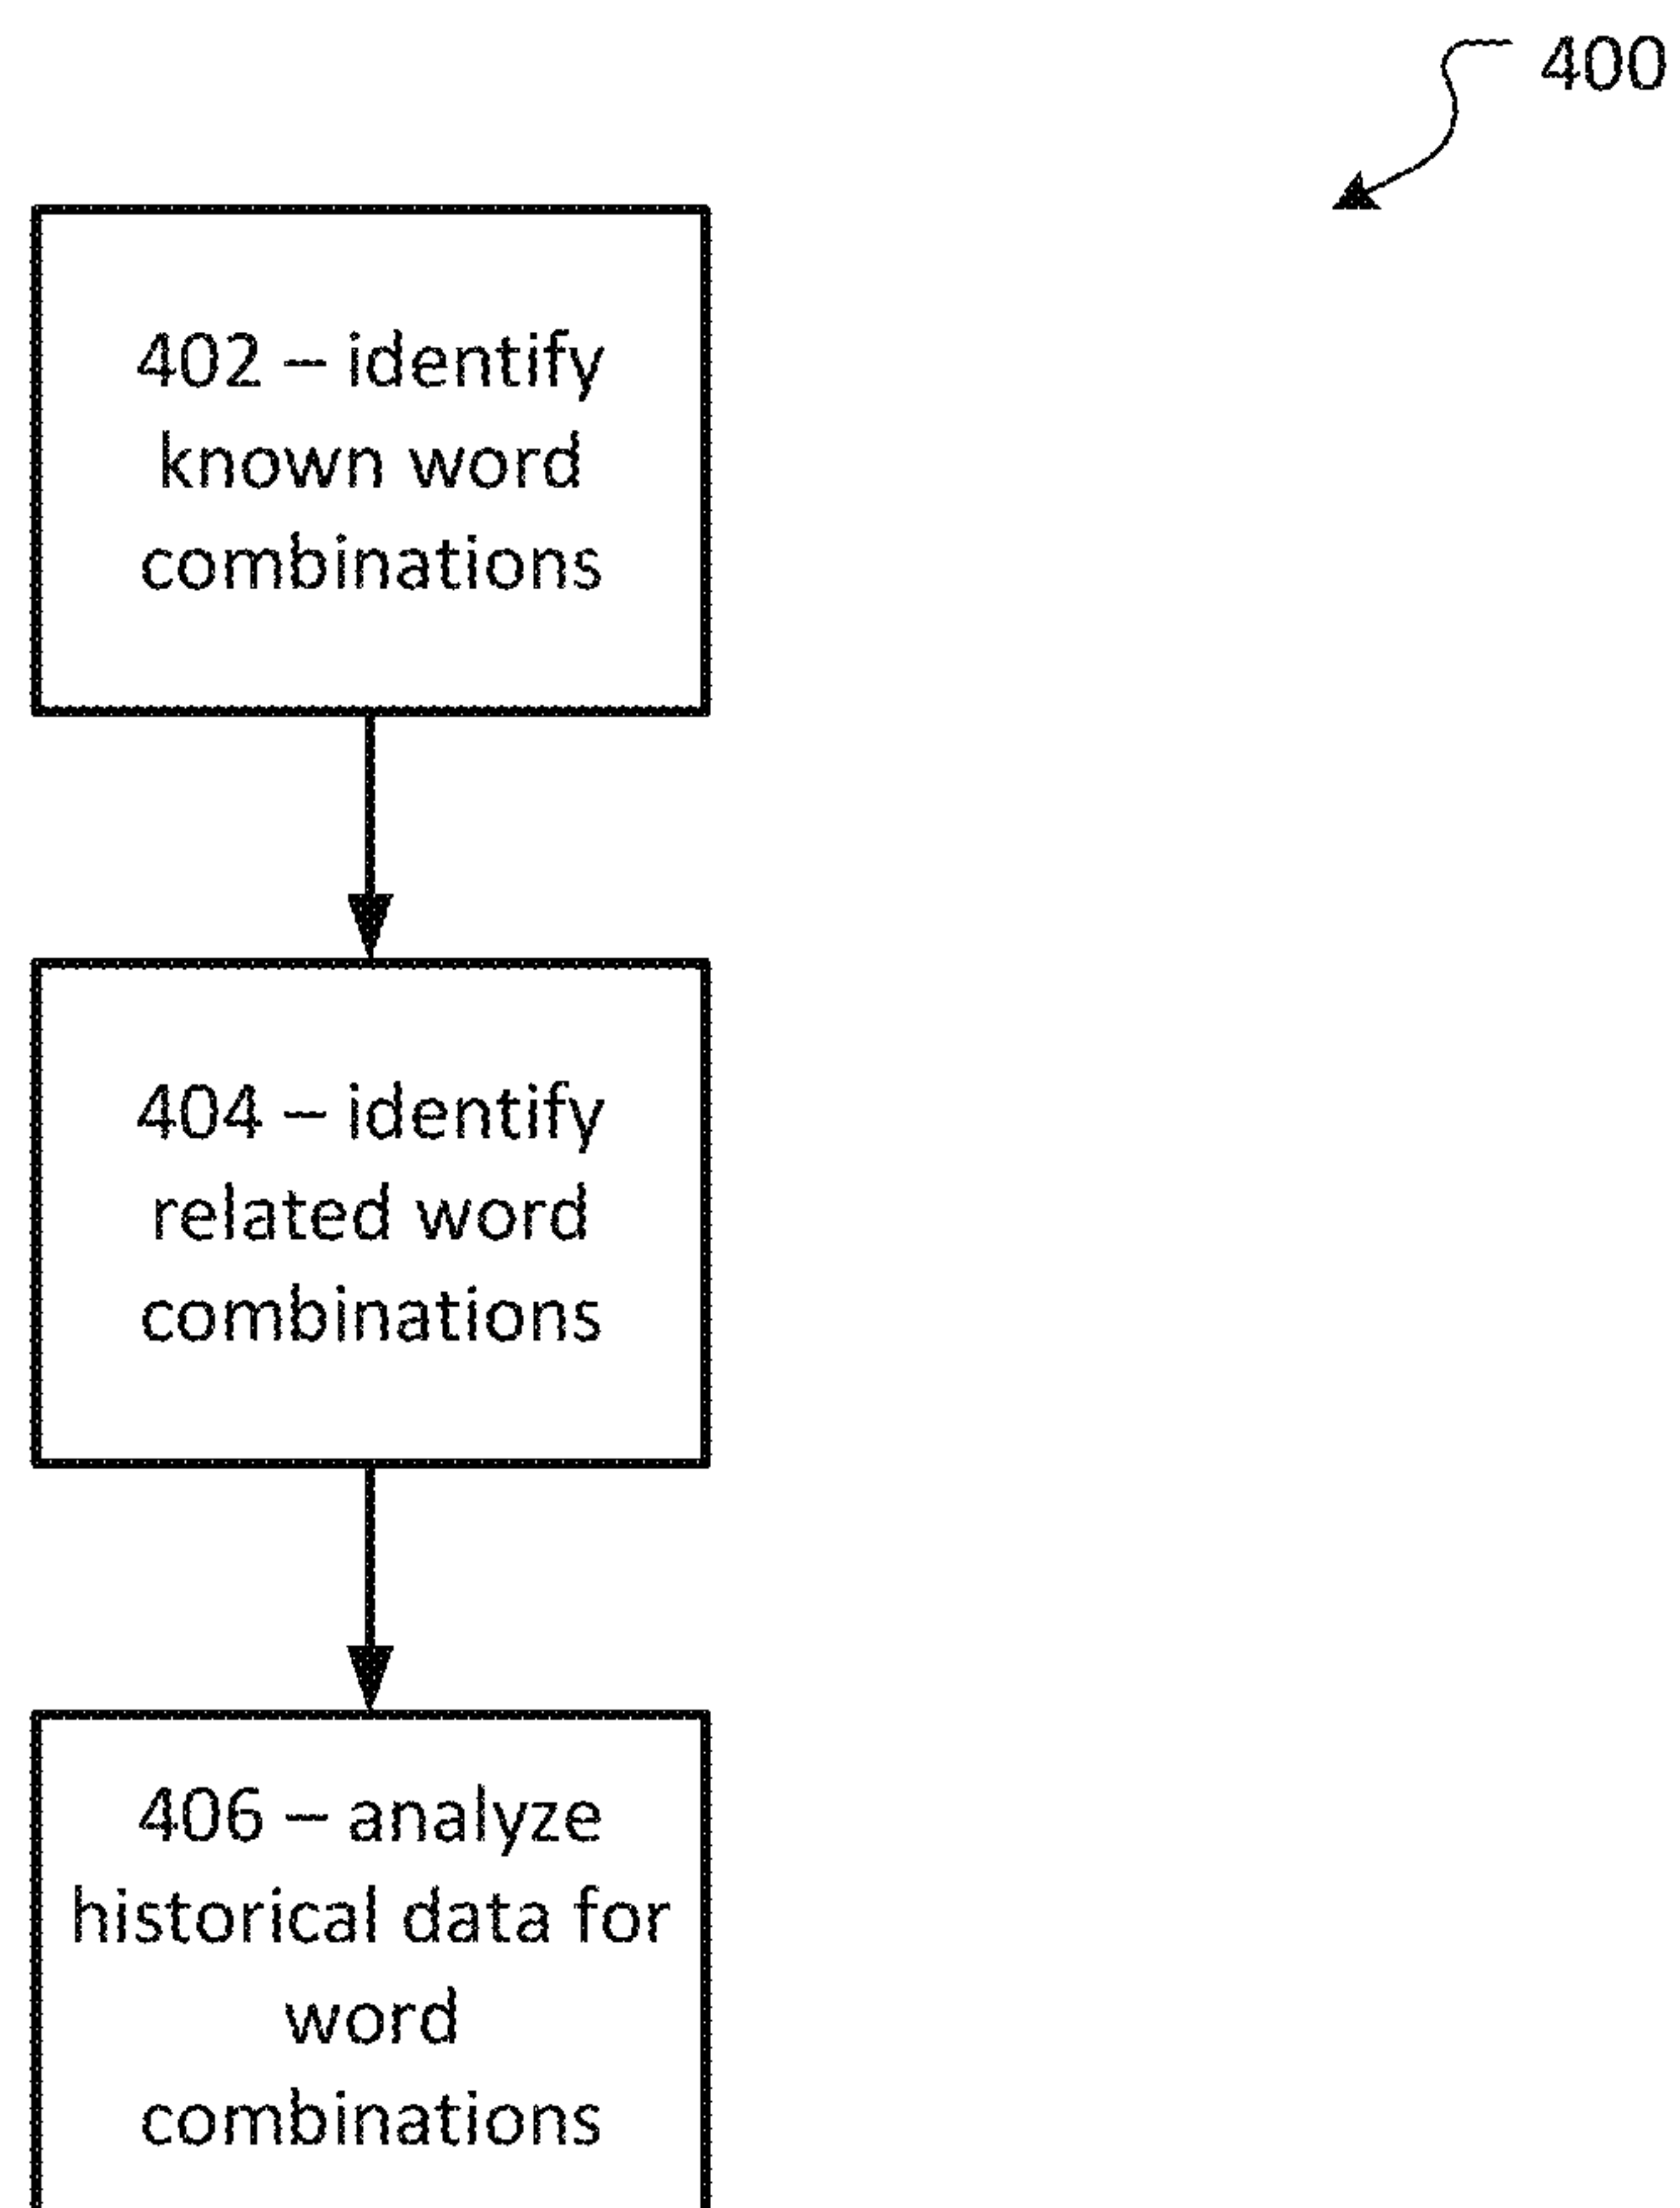 400
402 – identify
known word
combinations
404 – identify
related word
combinations
406 – analyze
historical data for
word
combinations